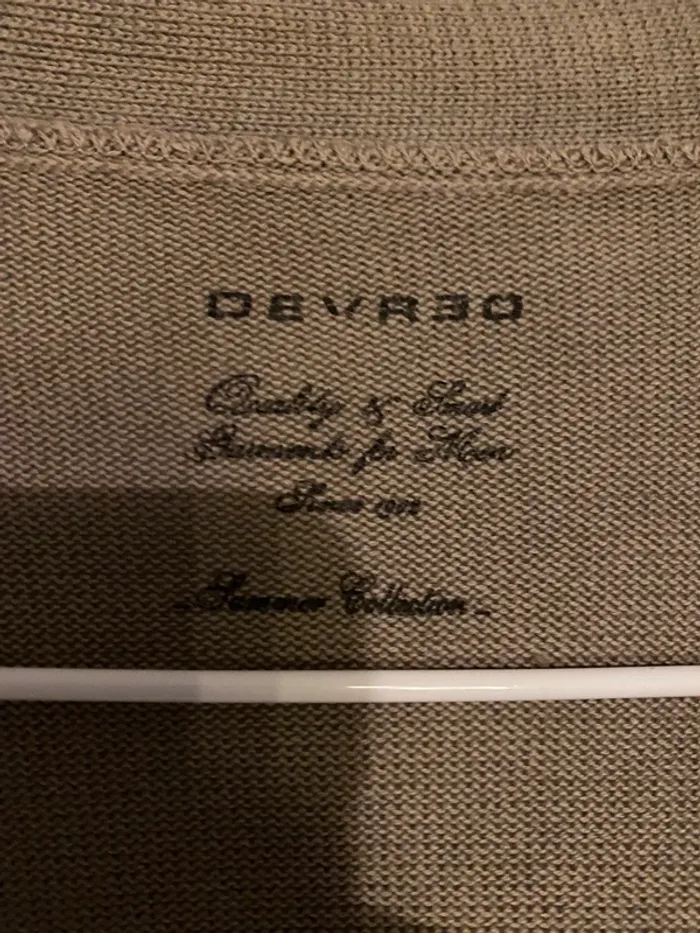 DEVRED
Quality & Smart
Garments for Men
Since 1902
_ Summer Collection _